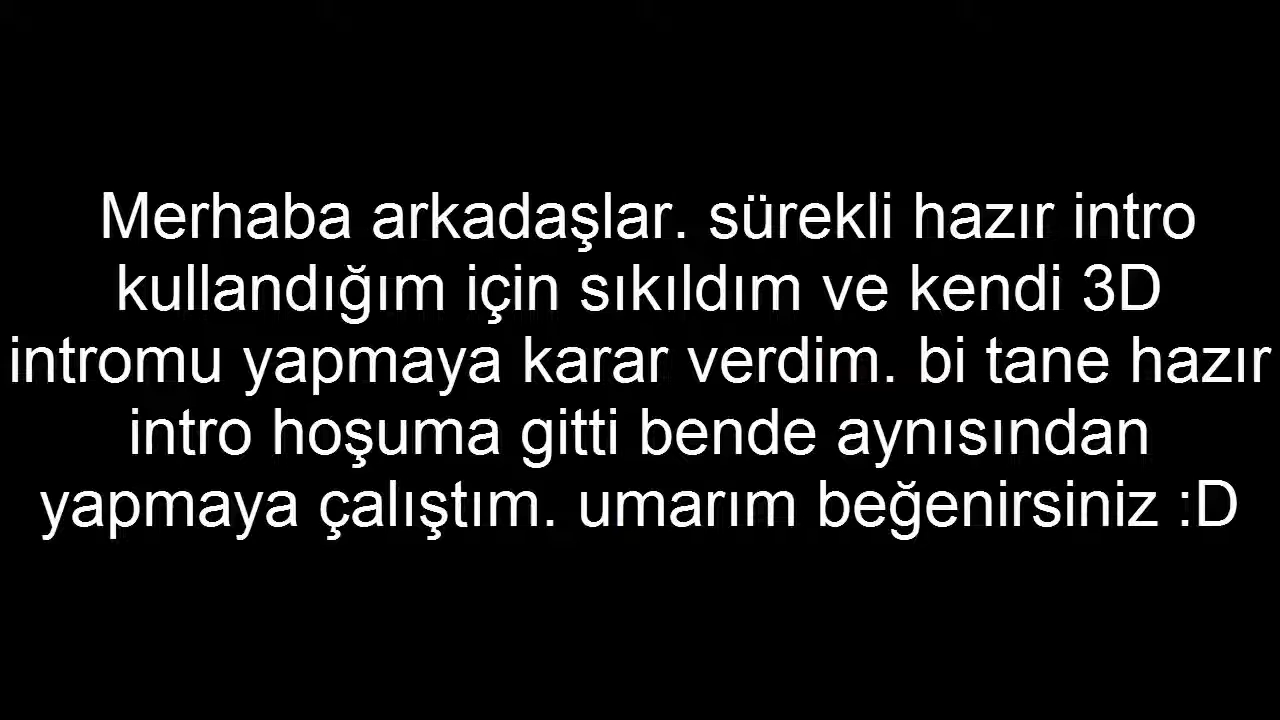 Merhaba arkadaşlar. sürekli hazır intro
kullandığım için sıkıldım ve kendi 3D
intromu yapmaya karar verdim. bi tane hazır
intro hoşuma gitti bende aynısından
yapmaya çalıştım. umarım beğenirsiniz :D